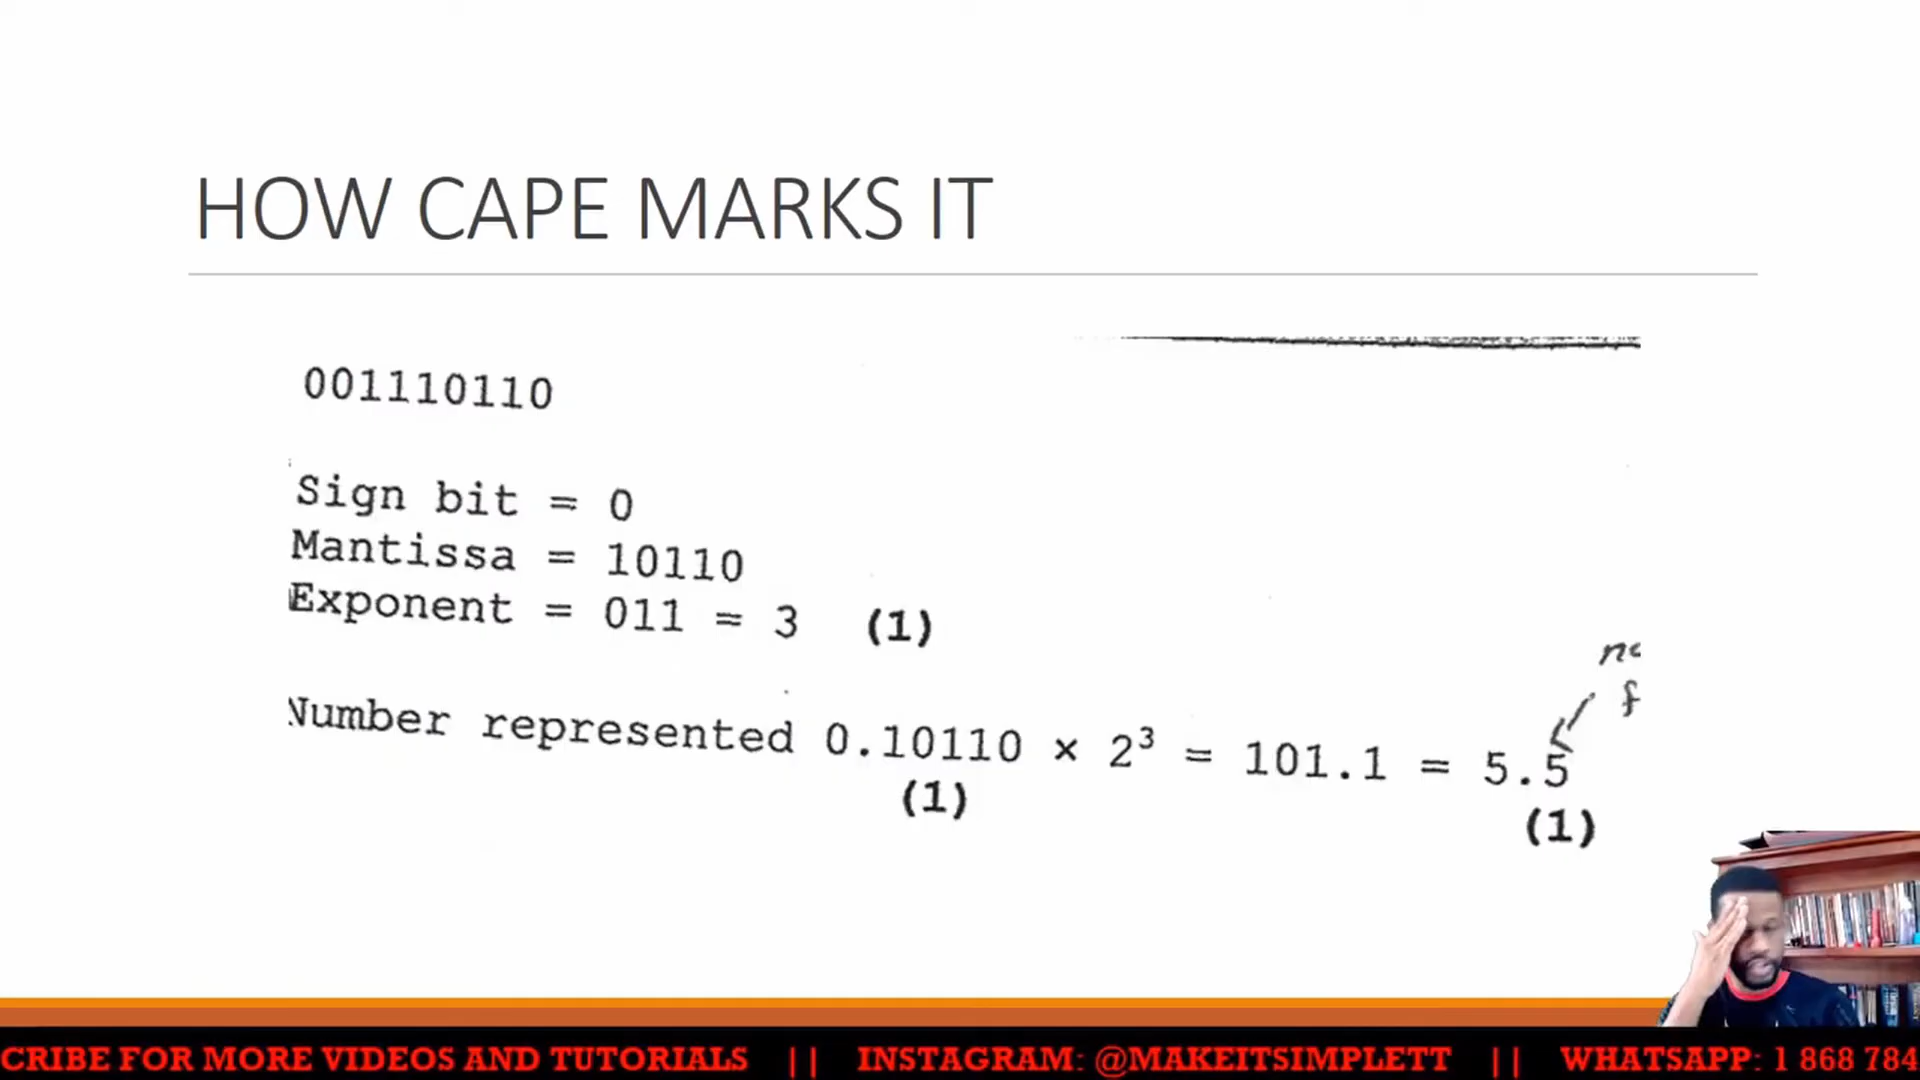 HOW CAPE MARKS IT
001110110
Sign bit = 0
Mantissa = 10110
Exponent = 011 = 3 (1)
Number represented 0.10110 × 2³ = 101.1 = 5.5
(1)
(1)
CRIBE FOR MORE VIDEOS AND TUTORIALS || INSTAGRAM: @MAKEITSIMPLETT || WHATSAPP: 1 868 784